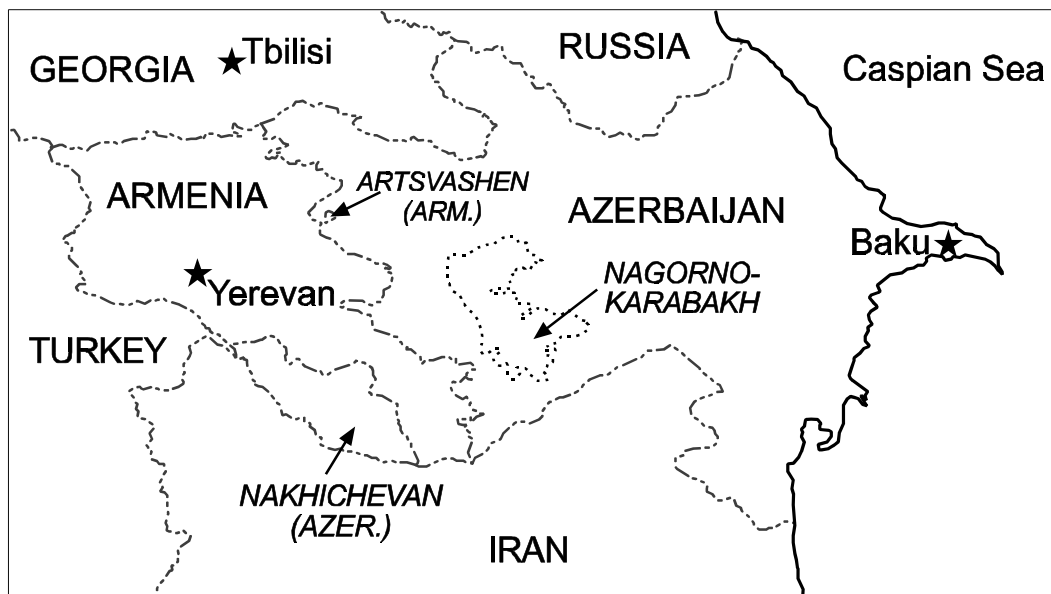 GEORGIA
Tbilisi
RUSSIA
Caspian Sea
ARMENIA
ARTSVASHEN
(ARM.)
AZERBAIJAN
Baku
Yerevan
NAGORNO-
KARABAKH
TURKEY
NAKHICHEVAN
(AZER.)
IRAN